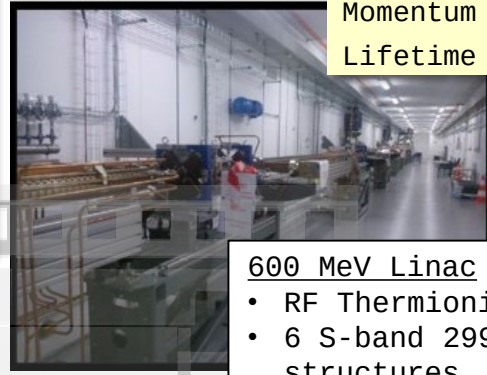 Momentum
Lifetime
600 MeV Linac
• RF Thermioni
• 6 S-band 299
structures